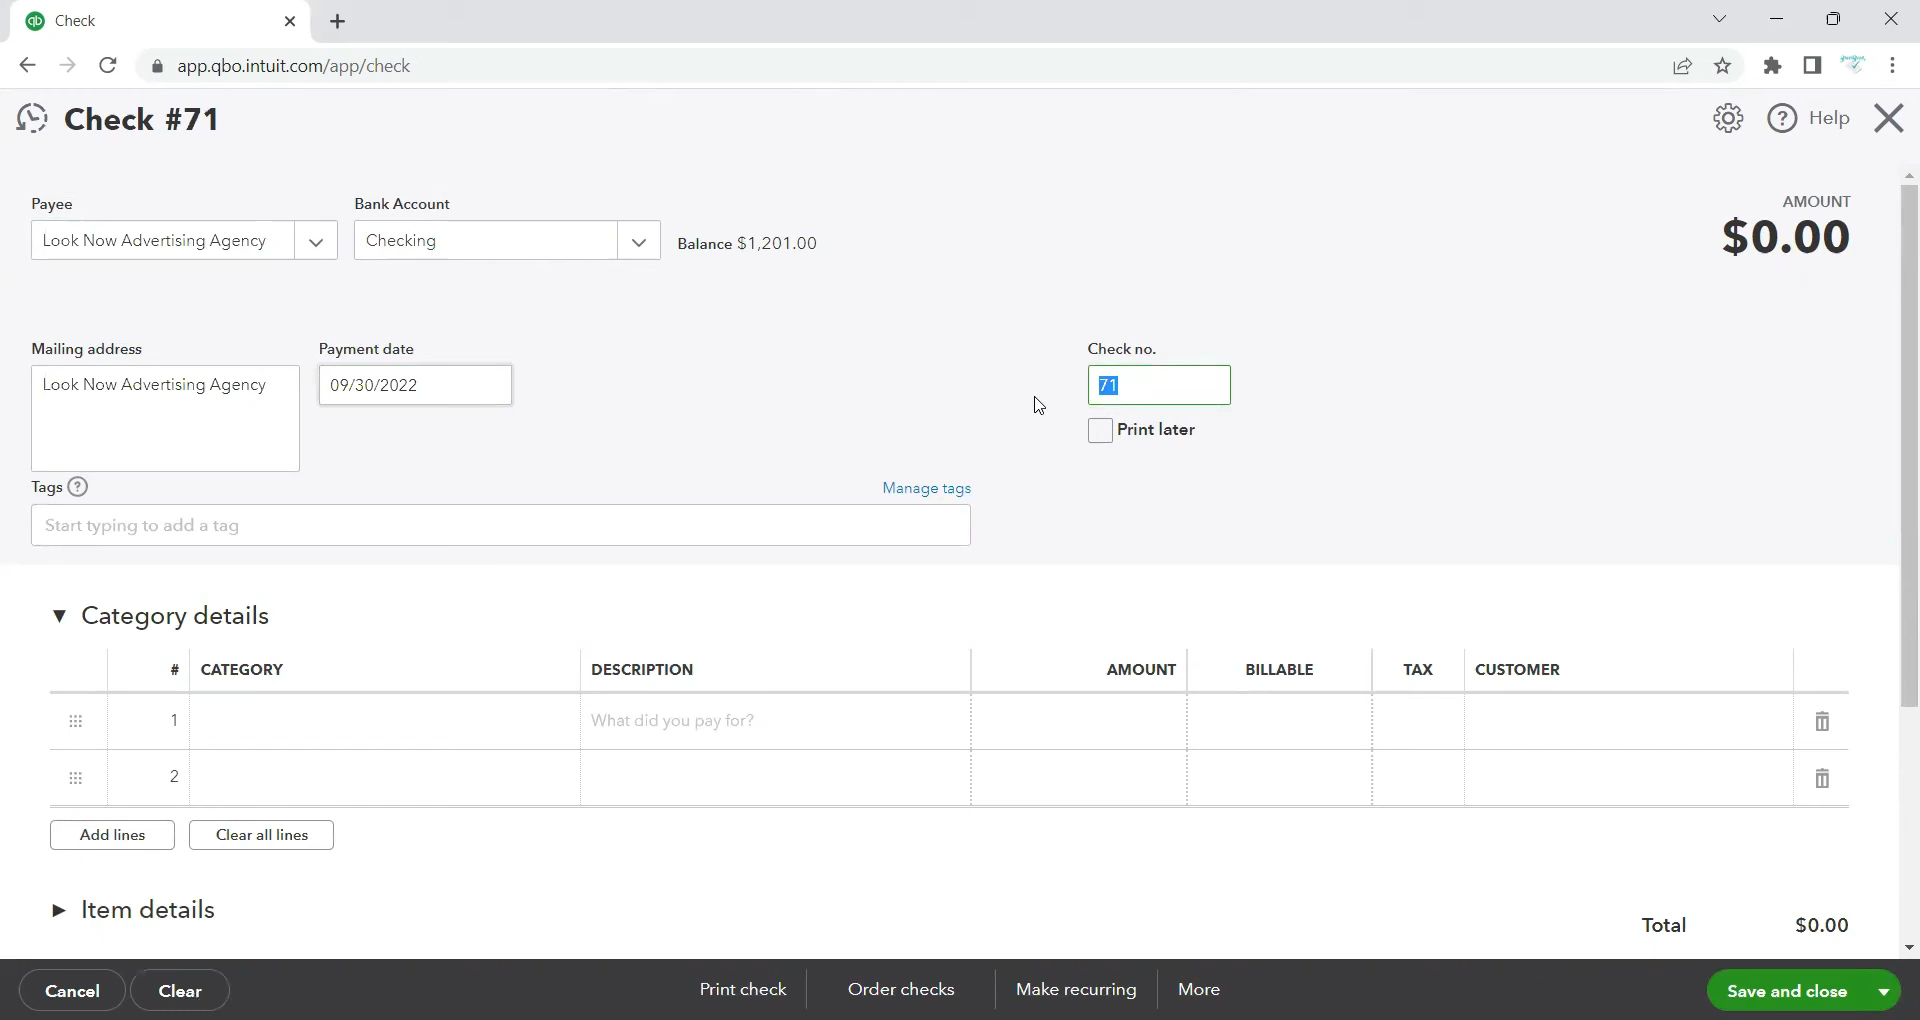 Check
app.qbo.intuit.com/app/check
Check #71
Help
Payee
Bank Account
AMOUNT
Look Now Advertising Agency
Checking
Balance $1,201.00
$0.00
Mailing address
Payment date
Check no.
Look Now Advertising Agency
09/30/2022
71
Print later
Tags ?
Manage tags
Start typing to add a tag
Category details
# CATEGORY DESCRIPTION AMOUNT BILLABLE TAX CUSTOMER
1 What did you pay for?
2
Add lines
Clear all lines
Item details
Total $0.00
Cancel
Clear
Print check
Order checks
Make recurring
More
Save and close